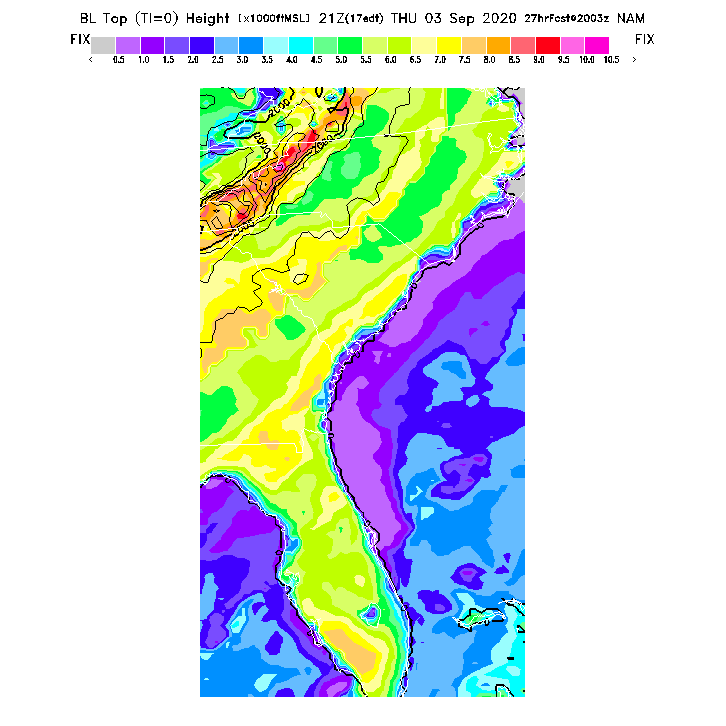 BL Top (TI=0) Height [x1000ftMSL] 21Z(17edt) THU 03 Sep 2020 27hrFcst@2003z NAM
FIX FIX
< 0.5 1.0 1.5 2.0 2.5 3.0 3.5 4.0 4.5 5.0 5.5 6.0 6.5 7.0 7.5 8.0 8.5 9.0 9.5 10.0 10.5 >
2000
2000
2000